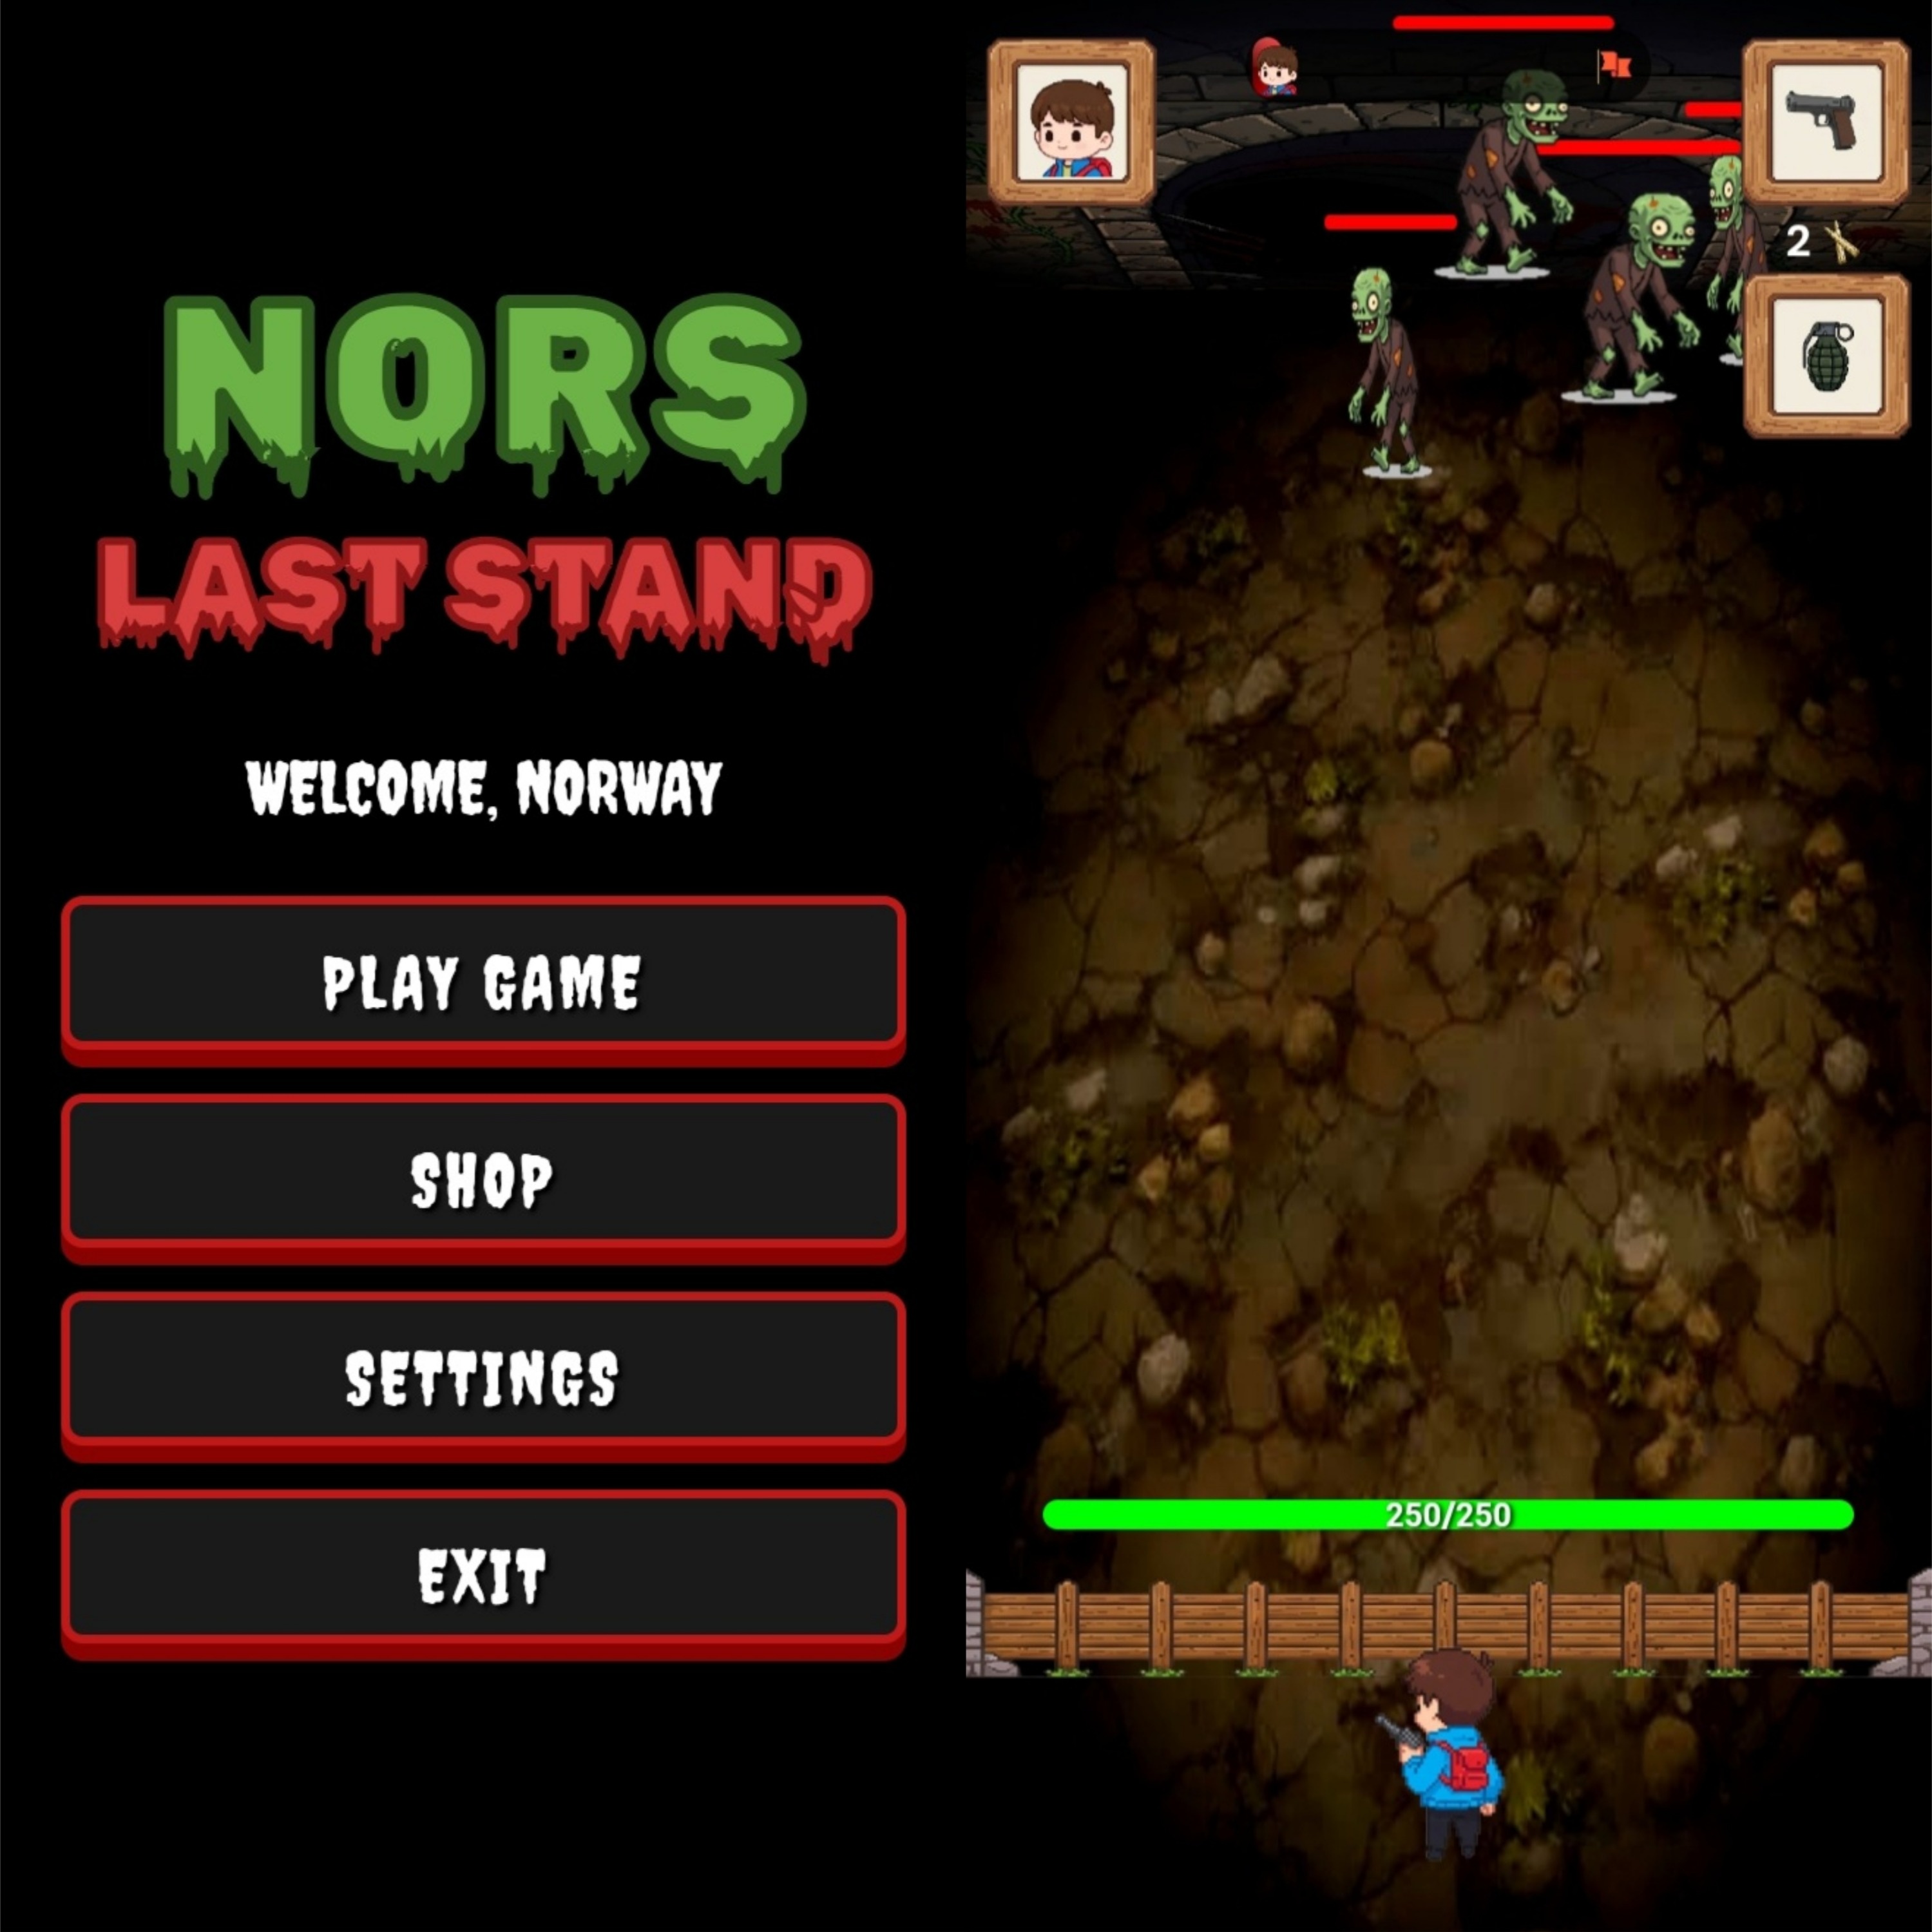 NORS
LAST STAND
WELCOME, NORWAY
PLAY GAME
SHOP
SETTINGS
EXIT
2
250/250